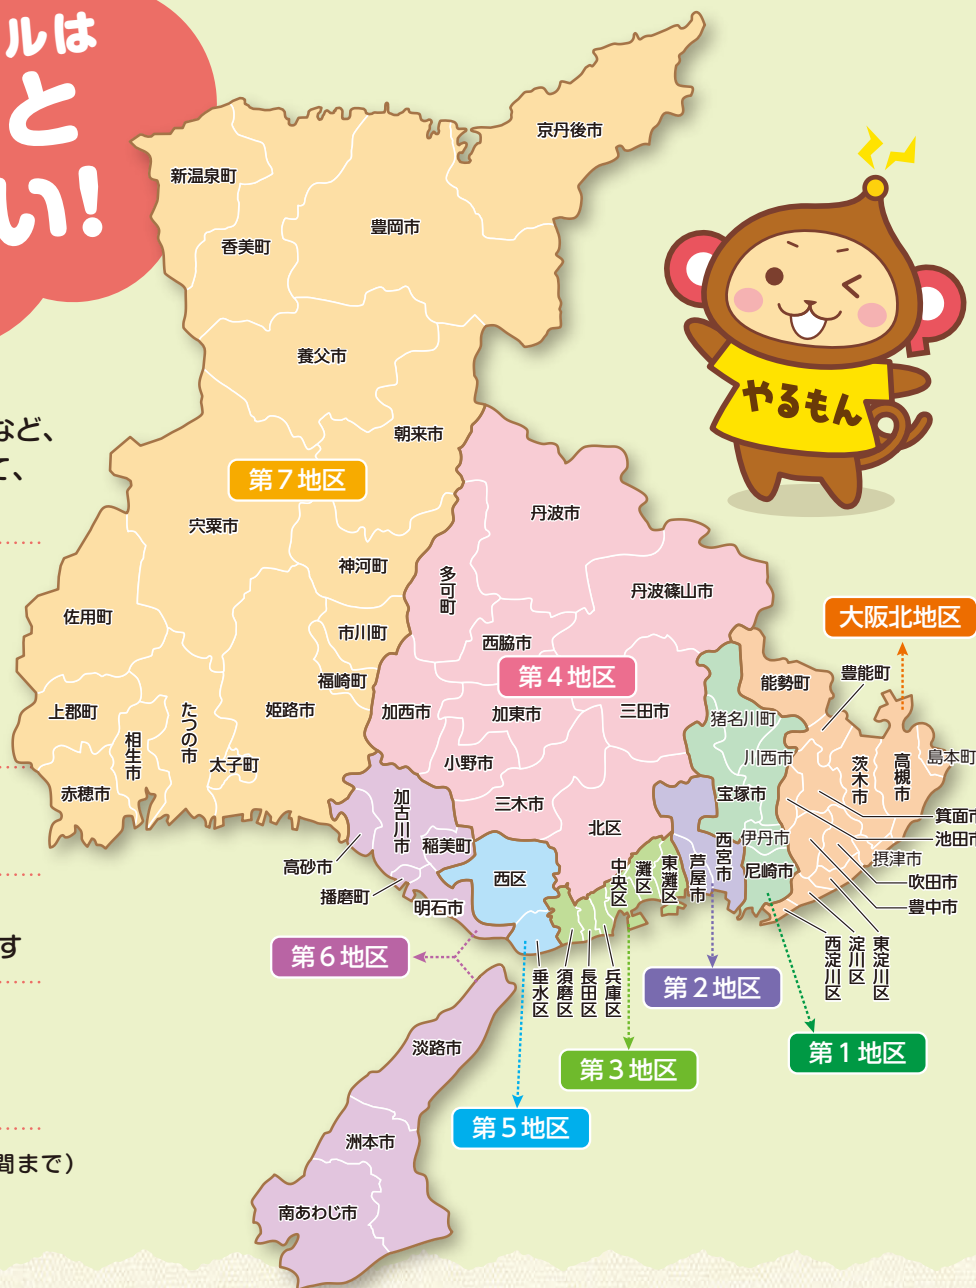 ルは
と
い!
京丹後市
新温泉町
豊岡市
香美町
養父市
やるもん
朝来市
など、
て、
第7地区
丹波市
宍粟市
神河町
多可町
丹波篠山市
佐用町
市川町
大阪北地区
西脇市
福崎町
第4地区
能勢町
豊能町
上郡町
たつの市
姫路市
加西市
加東市
三田市
猪名川町
相生市
太子町
小野市
川西市
茨木市
高槻市
島本町
赤穂市
加古川市
三木市
宝塚市
箕面市
稲美町
北区
西宮市
伊丹市
池田市
高砂市
芦屋市
摂津市
播磨町
西区
中央区
灘区
東灘区
尼崎市
吹田市
明石市
豊中市
す
第6地区
垂水区
須磨区
長田区
兵庫区
第2地区
西淀川区
淀川区
東淀川区
淡路市
第3地区
第1地区
第5地区
洲本市
間まで）
南あわじ市